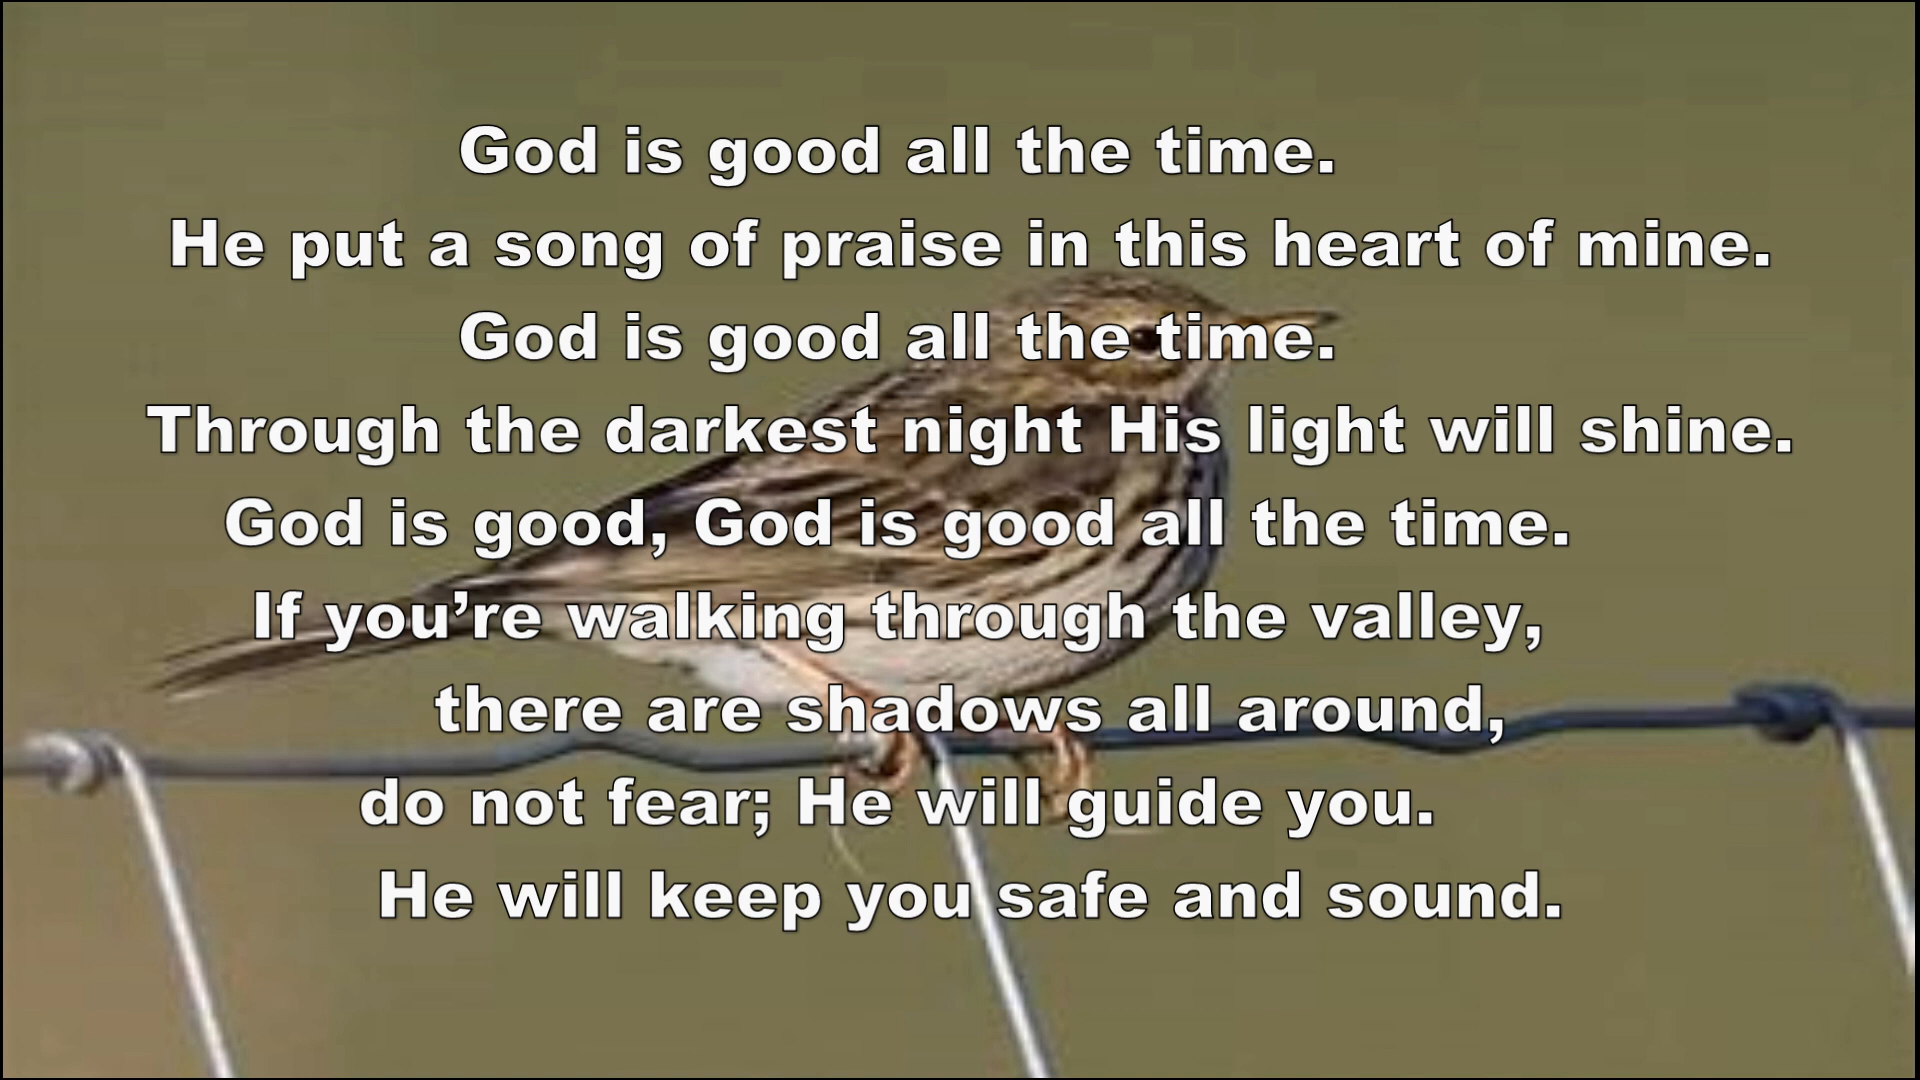 God is good all the time.
He put a song of praise in this heart of mine.
God is good all the time.
Through the darkest night His light will shine.
God is good, God is good all the time.
If you’re walking through the valley,
there are shadows all around,
do not fear; He will guide you.
He will keep you safe and sound.